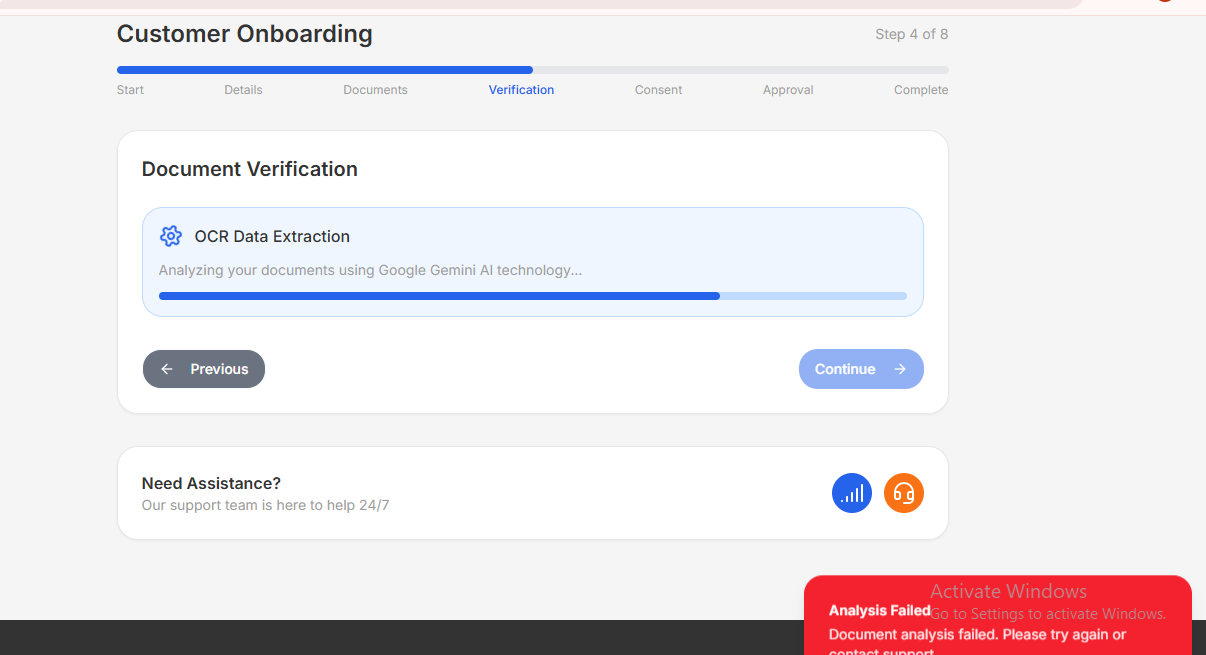 Customer Onboarding
Step 4 of 8
Start Details Documents Verification Consent Approval Complete
Document Verification
OCR Data Extraction
Analyzing your documents using Google Gemini AI technology...
Previous
Continue
Need Assistance?
Our support team is here to help 24/7
Activate Windows
Go to Settings to activate Windows.
Analysis Failed
Document analysis failed. Please try again or
contact support